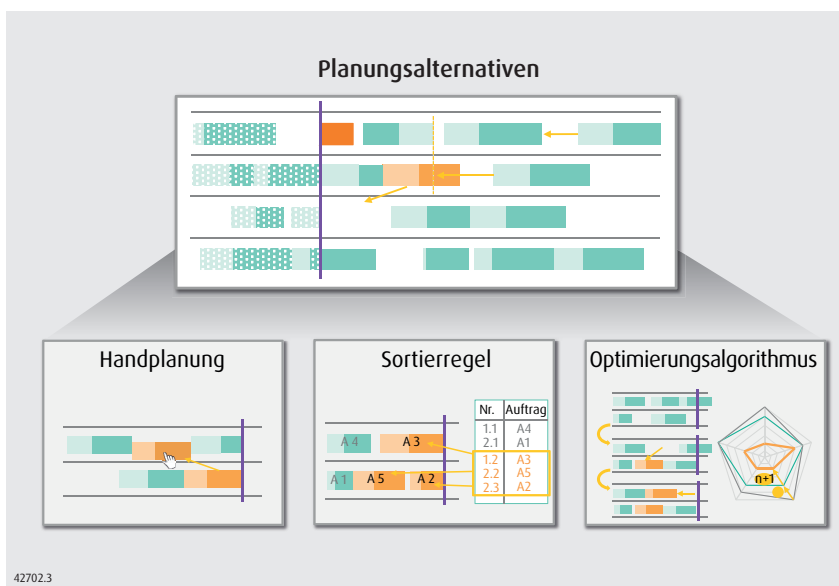 Planungsalternativen
Handplanung
Sortierregel
A 4
A 3
A 1
A 5
A 2
Nr. Auftrag
1.1 A4
2.1 A1
1.2 A3
2.2 A5
2.3 A2
Optimierungsalgorithmus
n+1
42702.3